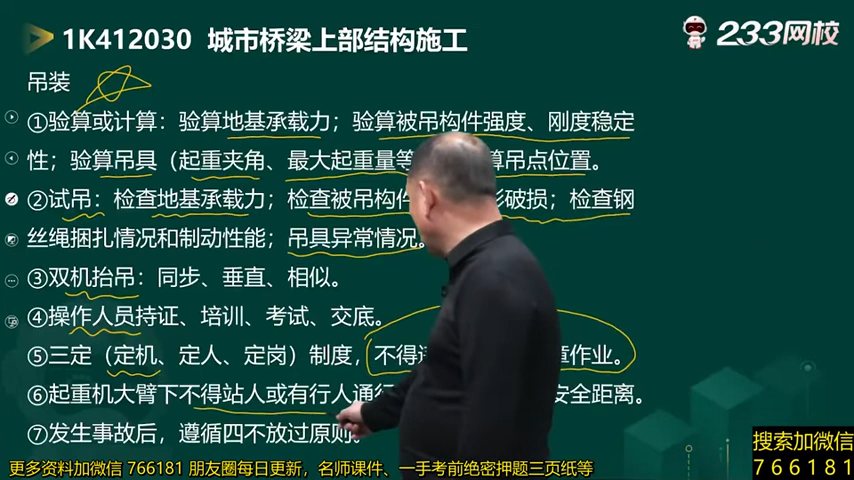 1K412030 城市桥梁上部结构施工
233网校
吊装
①验算或计算：验算地基承载力；验算被吊构件强度、刚度稳定
性；验算吊具（起重夹角、最大起重量等 算吊点位置。
②试吊：检查地基承载力；检查被吊构件 破损；检查钢
丝绳捆扎情况和制动性能；吊具异常情况。
③双机抬吊：同步、垂直、相似。
④操作人员持证、培训、考试、交底。
⑤三定（定机、定人、定岗）制度，不得 作业。
⑥起重机大臂下不得站人或有行人通行 安全距离。
⑦发生事故后，遵循四不放过原则。
更多资料加微信 766181 朋友圈每日更新，名师课件、一手考前绝密押题三页纸等
搜索加微信
766181